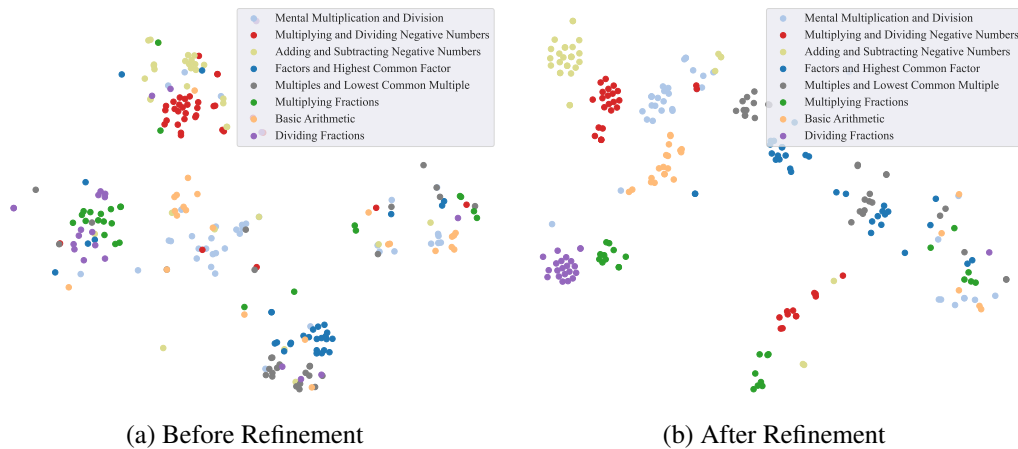 Mental Multiplication and Division
Multiplying and Dividing Negative Numbers
Adding and Subtracting Negative Numbers
Factors and Highest Common Factor
Multiples and Lowest Common Multiple
Multiplying Fractions
Basic Arithmetic
Dividing Fractions
Mental Multiplication and Division
Multiplying and Dividing Negative Numbers
Adding and Subtracting Negative Numbers
Factors and Highest Common Factor
Multiples and Lowest Common Multiple
Multiplying Fractions
Basic Arithmetic
Dividing Fractions
(a) Before Refinement
(b) After Refinement